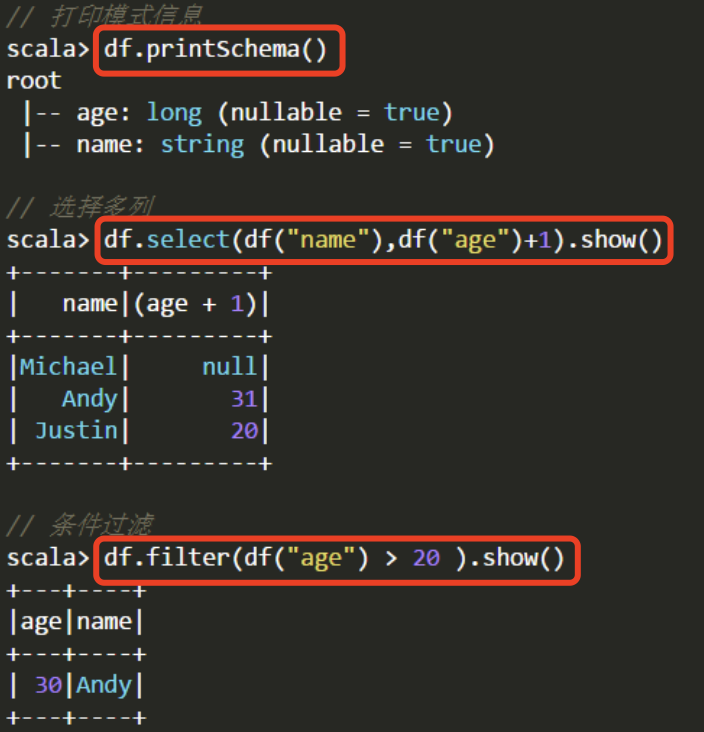 // 打印模式信息
scala> df.printSchema()
root
 |-- age: long (nullable = true)
 |-- name: string (nullable = true)
// 选择多列
scala> df.select(df("name"),df("age")+1).show()
+-------+---------+
|   name|(age + 1)|
+-------+---------+
|Michael|     null|
|   Andy|       31|
| Justin|       20|
+-------+---------+
// 条件过滤
scala> df.filter(df("age") > 20 ).show()
+---+----+
|age|name|
+---+----+
| 30|Andy|
+---+----+